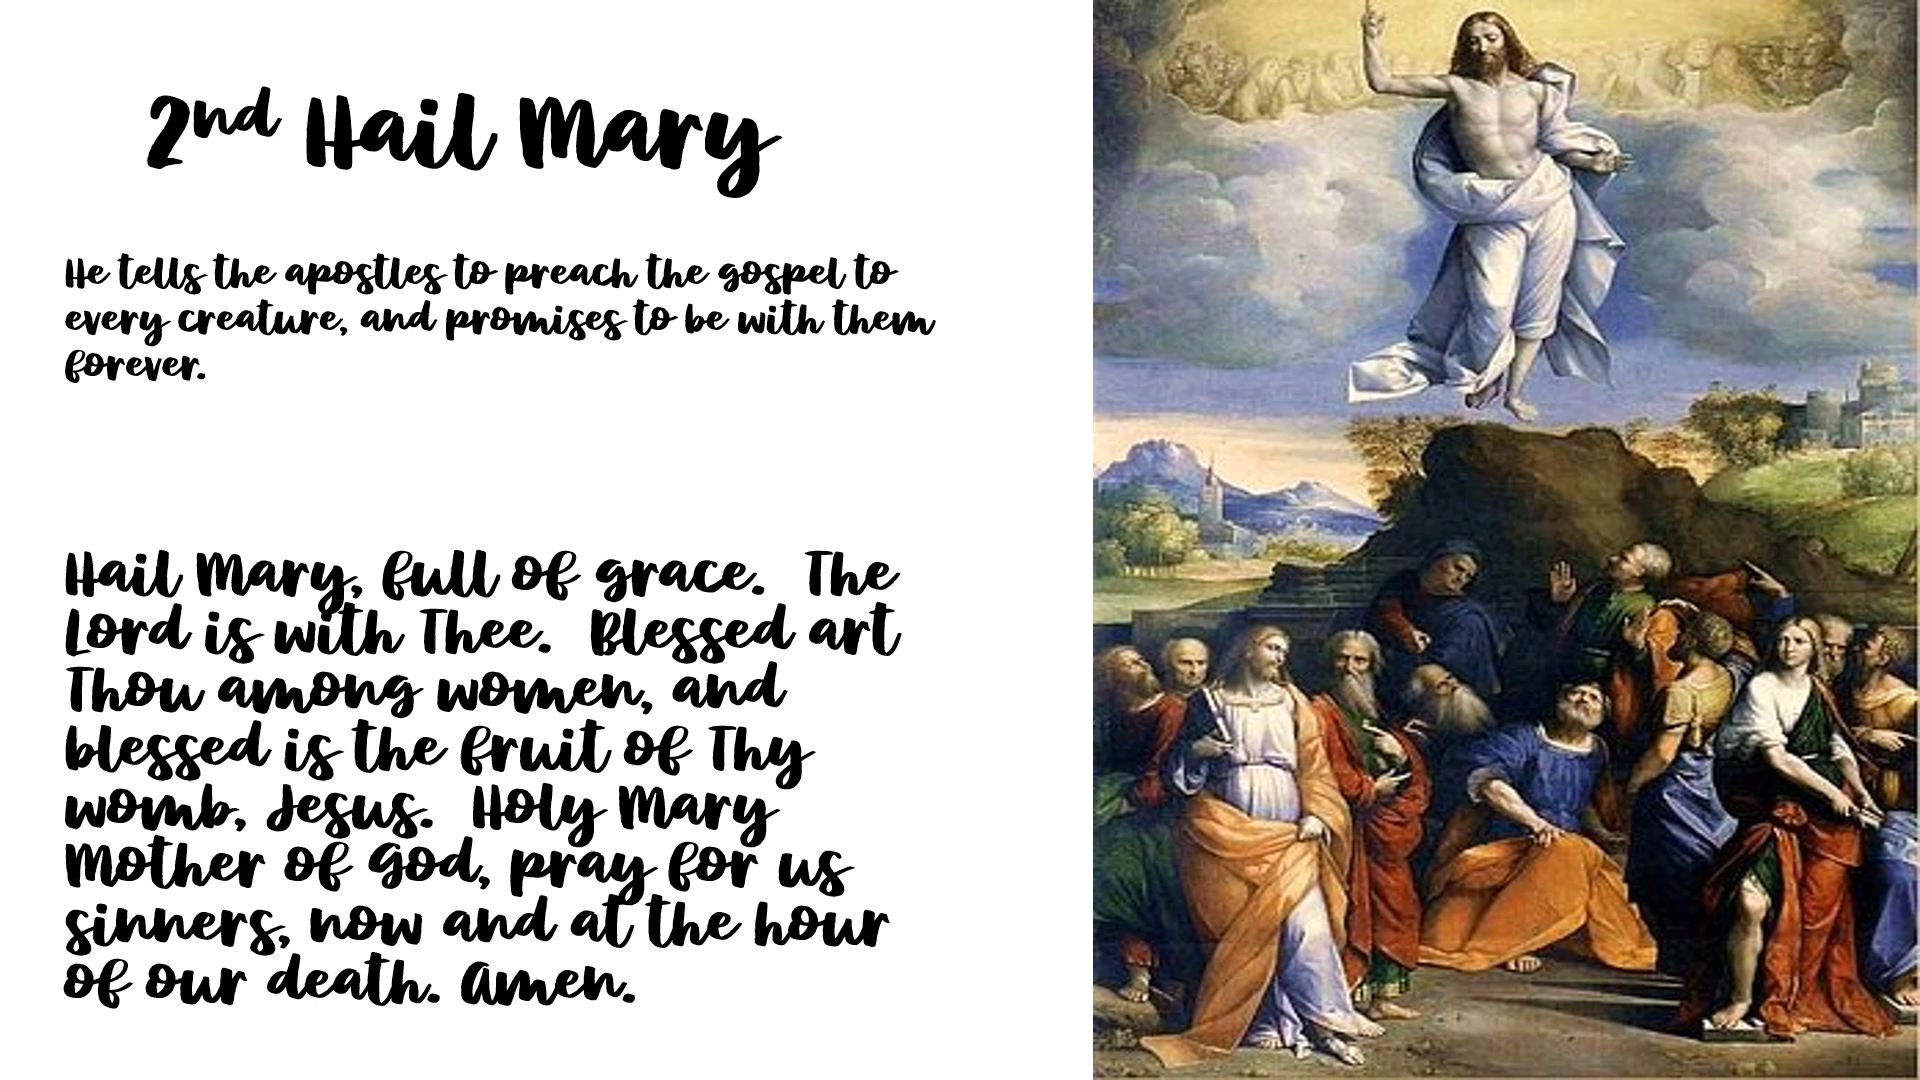 2nd Hail Mary
He tells the apostles to preach the gospel to
every creature, and promises to be with them
forever.
Hail Mary, full of grace.  The
Lord is with Thee.  Blessed art
Thou among women, and
blessed is the fruit of Thy
womb, Jesus.  Holy Mary
Mother of God, pray for us
sinners, now and at the hour
of our death. Amen.